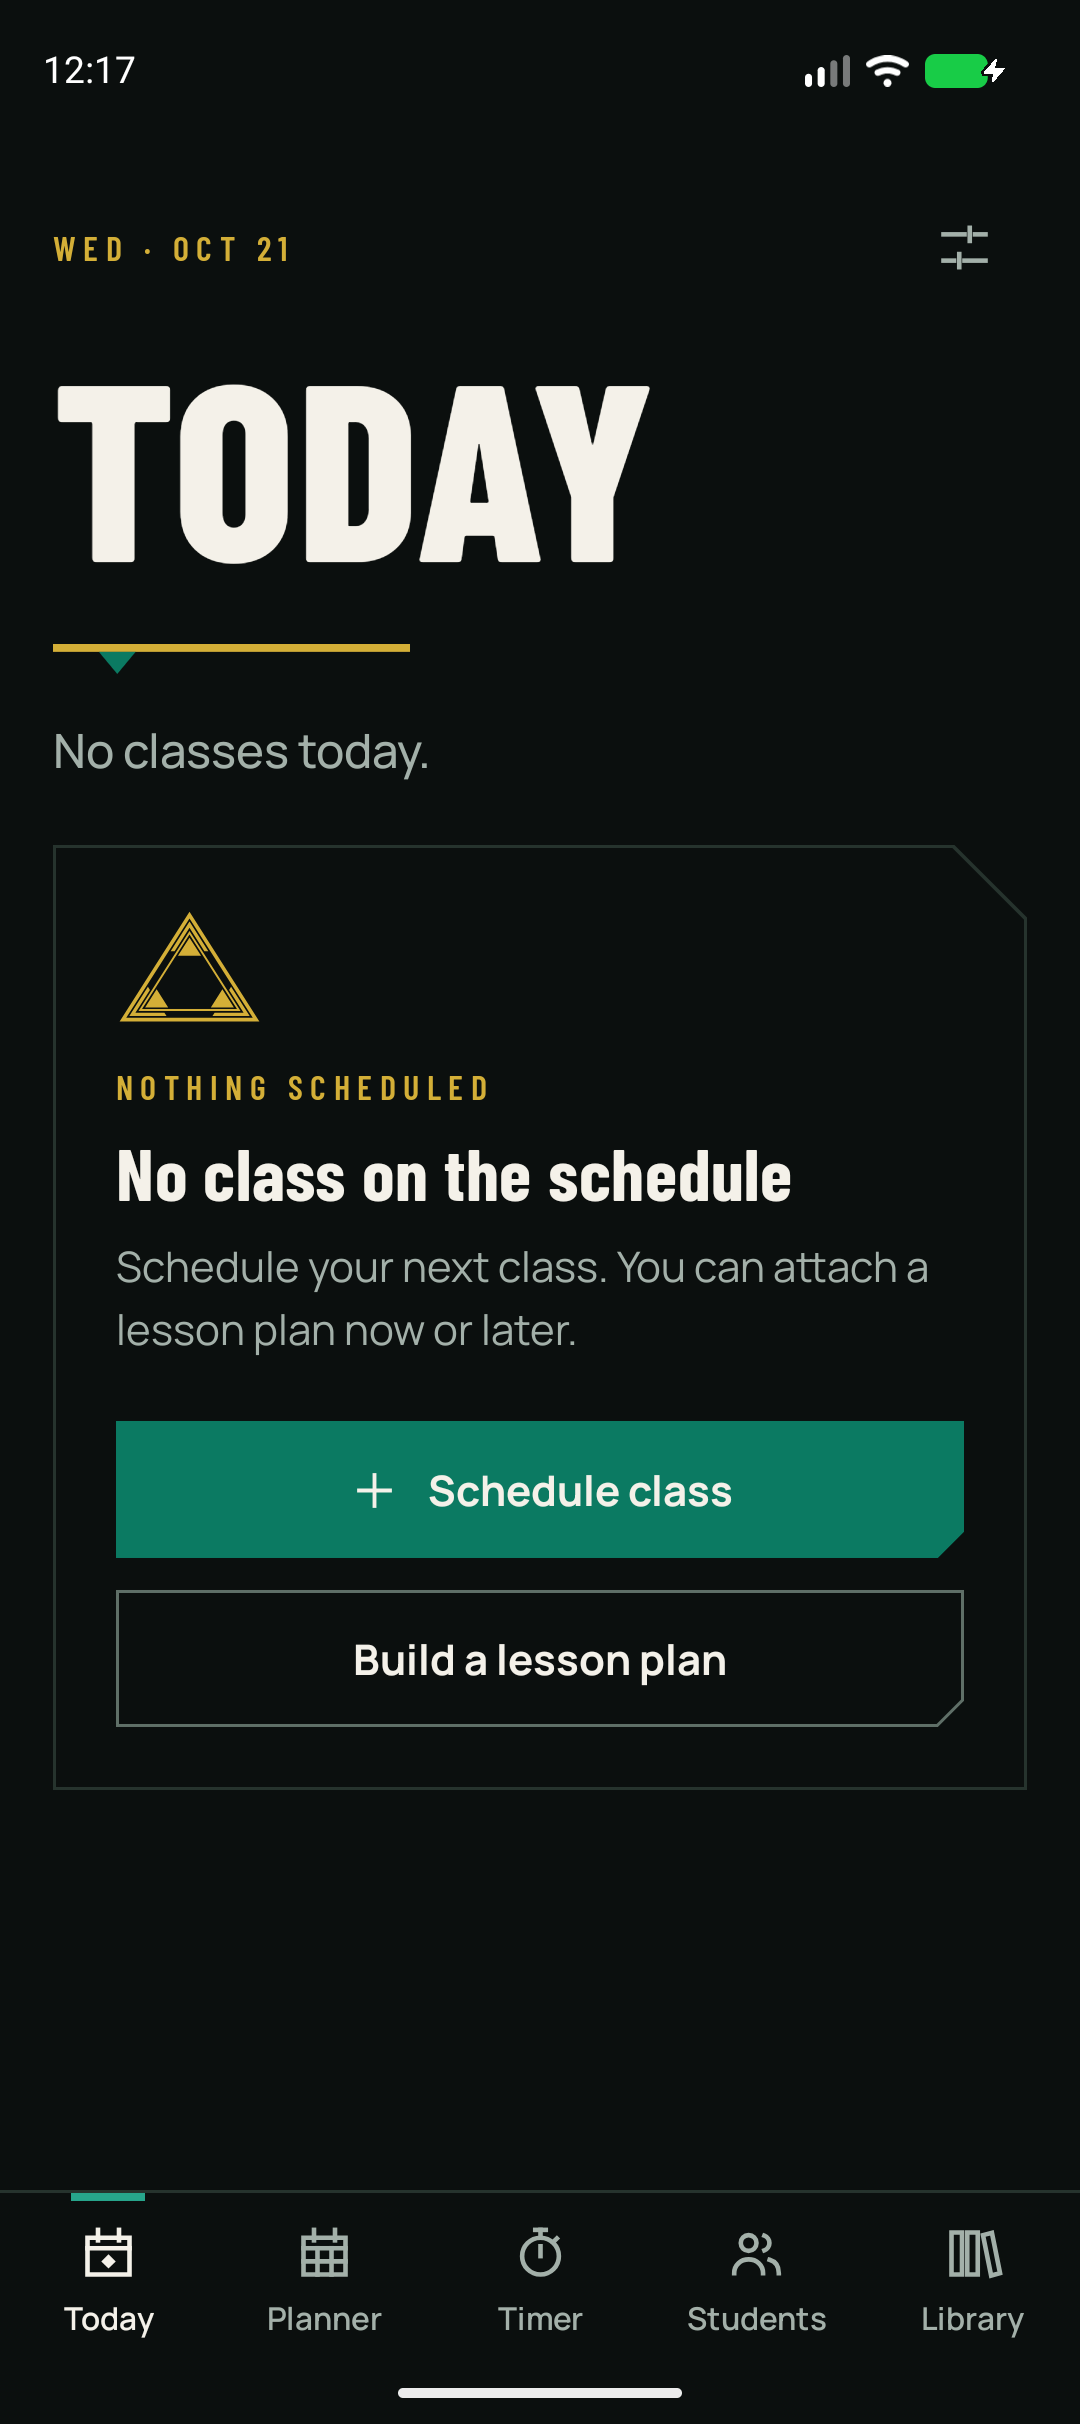 12:17
WED · OCT 21
TODAY
No classes today.
NOTHING SCHEDULED
No class on the schedule
Schedule your next class. You can attach a
lesson plan now or later.
Schedule class
Build a lesson plan
Today
Planner
Timer
Students
Library